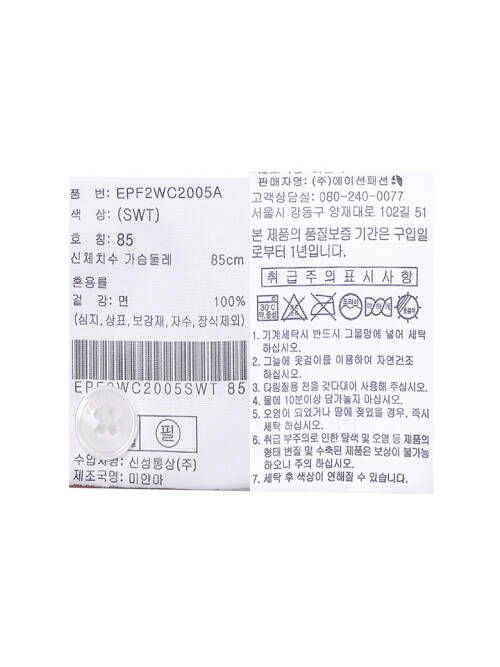 품 번: EPF2WC2005A
색 상: (SWT)
호 칭: 85
신체치수 가슴둘레 85cm
혼용률
겉 감: 면 100%
(심지, 상표, 보강재, 자수, 장식제외)
EPF2WC2005SWT 85
필
수입자명: 신성통상(주)
제조국명: 미얀마
판매자명: (주)에이션패션
고객상담실: 080-240-0077
서울시 강동구 양재대로 102길 51
본 제품의 품질보증 기간은 구입일
로부터 1년입니다.
취급주의표시사항
30℃
약.중성
드라이
약하게
1. 기계세탁시 반드시 그물망에 넣어 세탁
하십시오.
2. 그늘에 옷걸이를 이용하여 자연건조
하십시오.
3. 다림질용 천을 갖다대어 사용해 주십시오.
4. 물에 10분이상 담가놓지 마십시오.
5. 오염이 되었거나 땀에 젖었을 경우, 즉시
세탁 하십시오.
6. 취급 부주의로 인한 탈색 및 오염 등 제품의
형태 변질 및 수축된 제품은 보상이 불가능
하오니 주의 하십시오.
7. 세탁 후 색상이 연해질 수 있습니다.